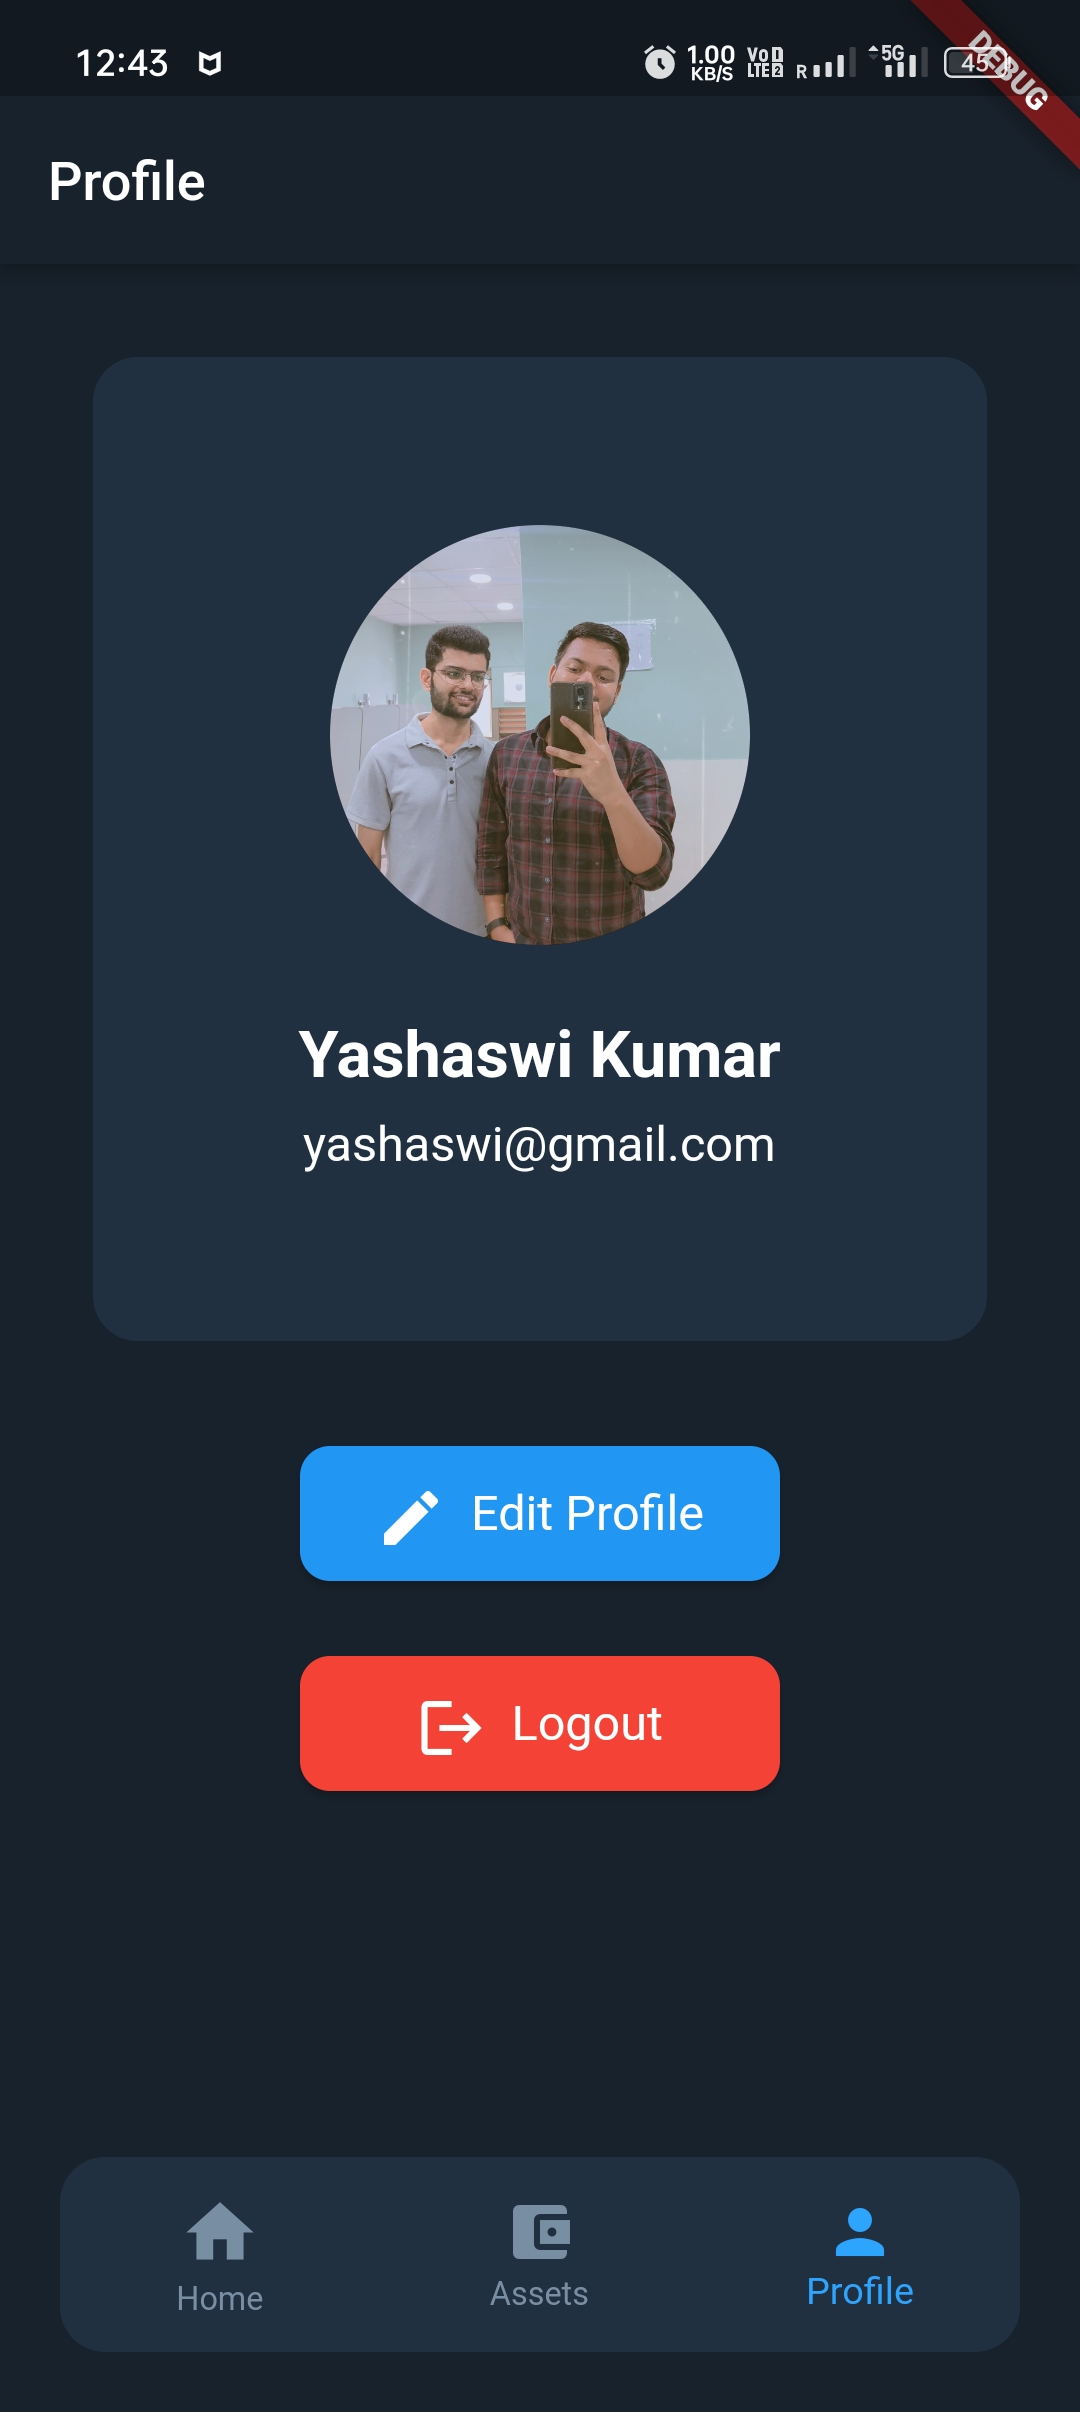 12:43
1.00
KB/S
Vo 1
LTE 2
R
5G
45
DEBUG
Profile
Yashaswi Kumar
yashaswi@gmail.com
Edit Profile
Logout
Home
Assets
Profile